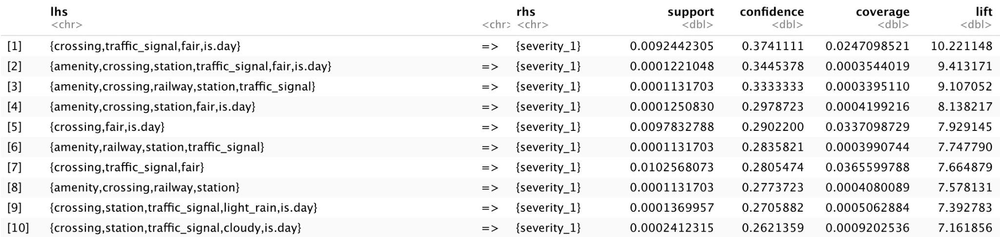 lhs rhs support confidence coverage lift
<chr> <chr> <chr> <dbl> <dbl> <dbl> <dbl>
[1] {crossing,traffic_signal,fair,is.day} => {severity_1} 0.0092442305 0.3741111 0.0247098521 10.221148
[2] {amenity,crossing,station,traffic_signal,fair,is.day} => {severity_1} 0.0001221048 0.3445378 0.0003544019 9.413171
[3] {amenity,crossing,railway,station,traffic_signal} => {severity_1} 0.0001131703 0.3333333 0.0003395110 9.107052
[4] {amenity,crossing,station,fair,is.day} => {severity_1} 0.0001250830 0.2978723 0.0004199216 8.138217
[5] {crossing,fair,is.day} => {severity_1} 0.0097832788 0.2902200 0.0337098729 7.929145
[6] {amenity,railway,station,traffic_signal} => {severity_1} 0.0001131703 0.2835821 0.0003990744 7.747790
[7] {crossing,traffic_signal,fair} => {severity_1} 0.0102568073 0.2805474 0.0365599788 7.664879
[8] {amenity,crossing,railway,station} => {severity_1} 0.0001131703 0.2773723 0.0004080089 7.578131
[9] {crossing,station,traffic_signal,light_rain,is.day} => {severity_1} 0.0001369957 0.2705882 0.0005062884 7.392783
[10] {crossing,station,traffic_signal,cloudy,is.day} => {severity_1} 0.0002412315 0.2621359 0.0009202536 7.161856